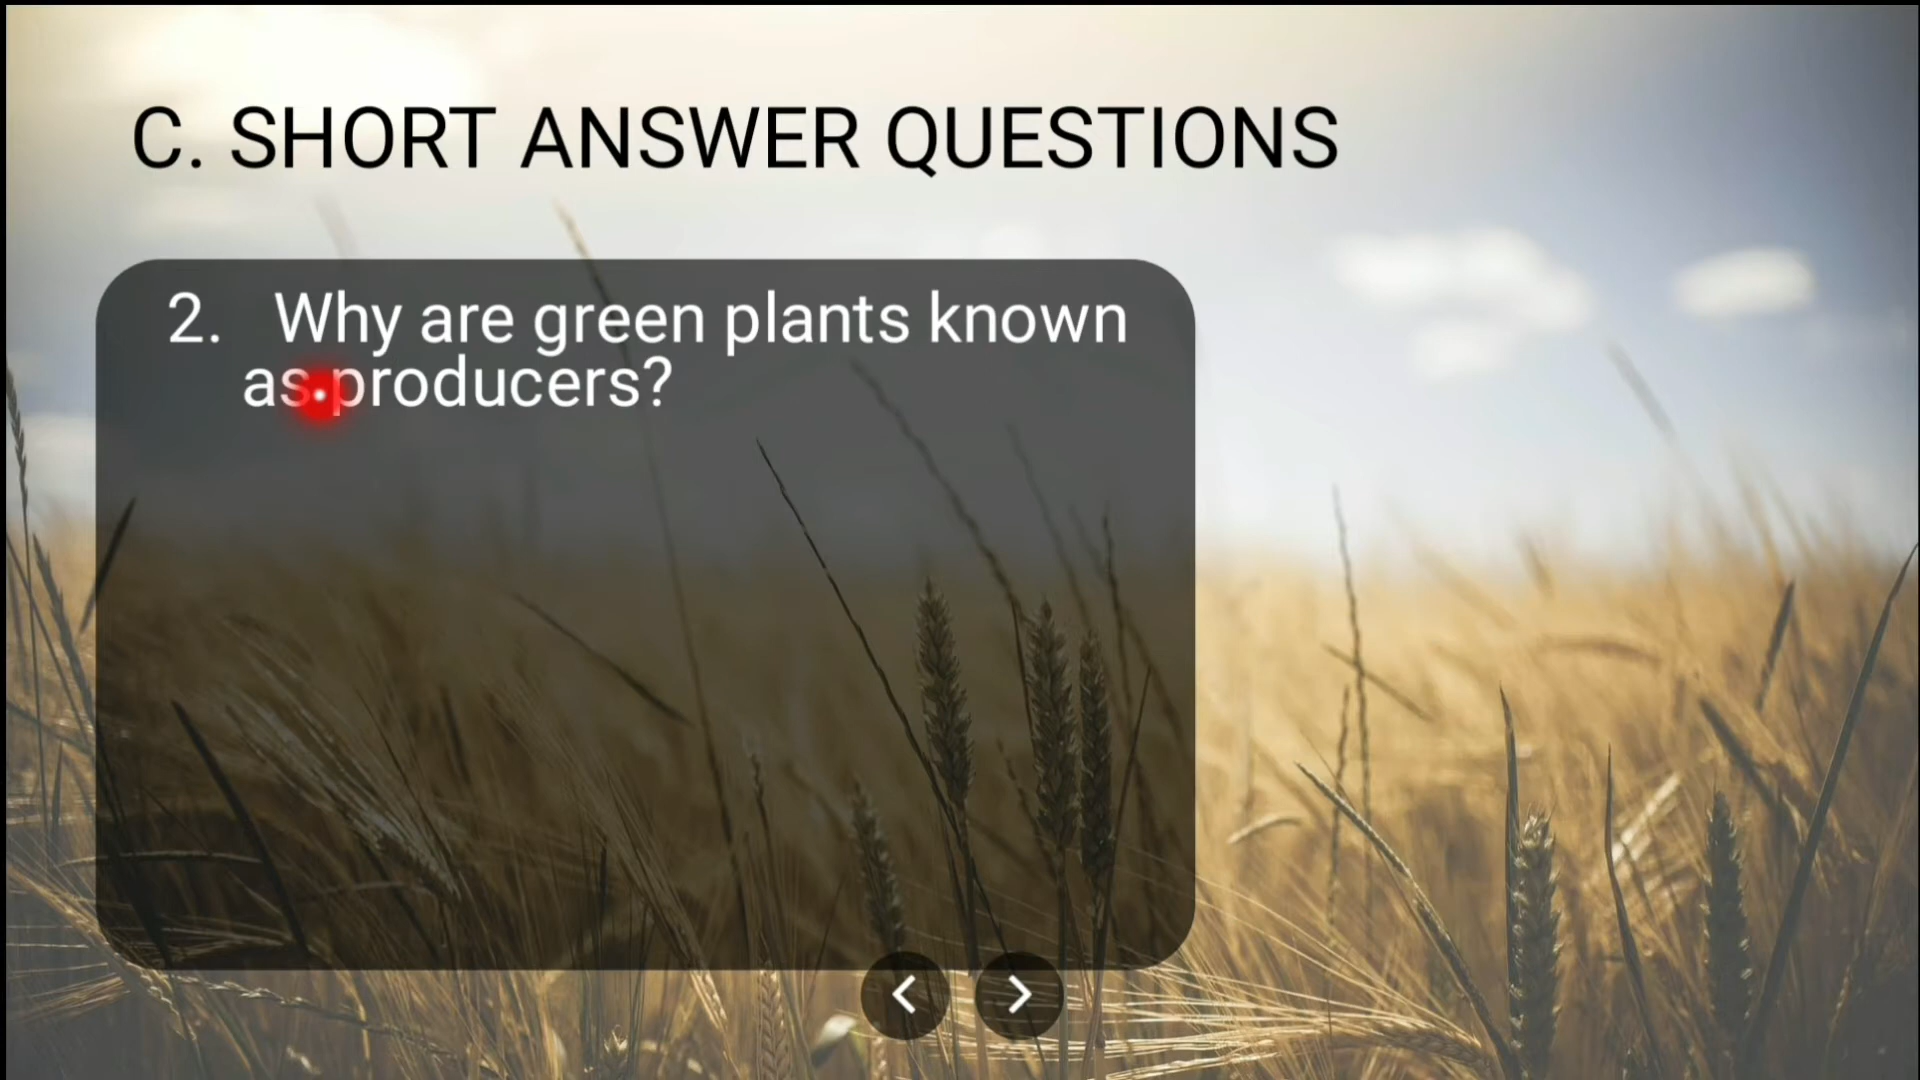 C. SHORT ANSWER QUESTIONS
2. Why are green plants known
as producers?